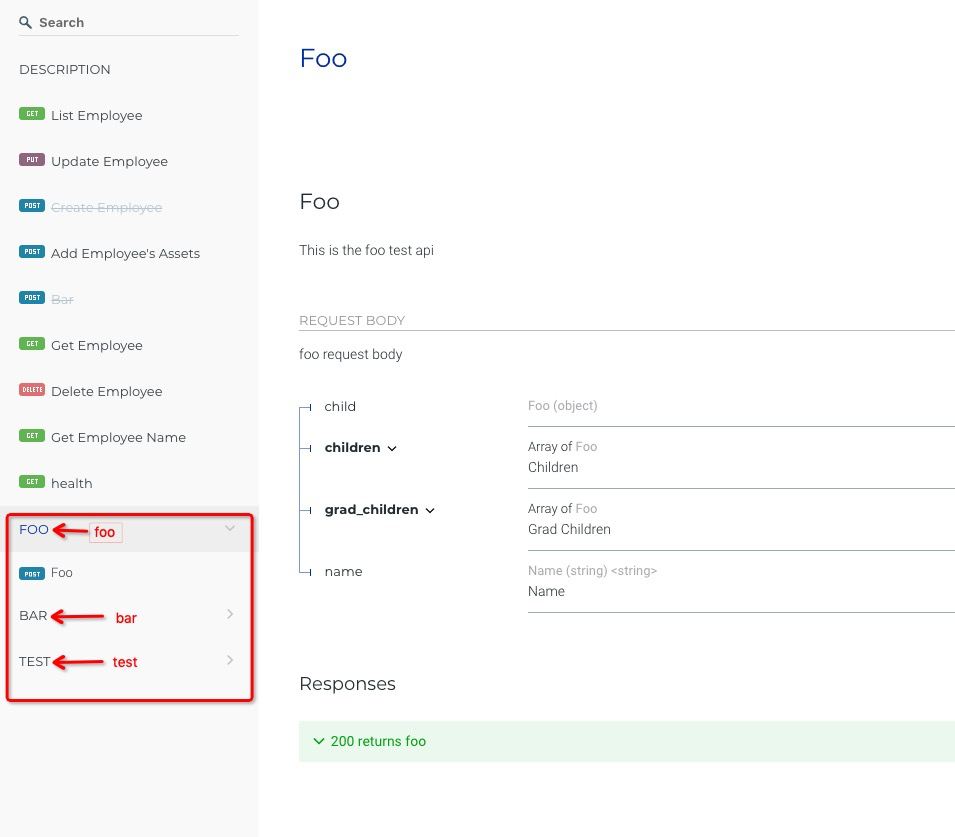 Search
DESCRIPTION
GET List Employee
PUT Update Employee
POST Create Employee
POST Add Employee's Assets
POST Bar
GET Get Employee
DELETE Delete Employee
GET Get Employee Name
GET health
FOO foo
POST Foo
BAR bar
TEST test
Foo
Foo
This is the foo test api
REQUEST BODY
foo request body
child Foo (object)
children Array of Foo
Children
grad_children Array of Foo
Grad Children
name Name (string) <string>
Name
Responses
200 returns foo